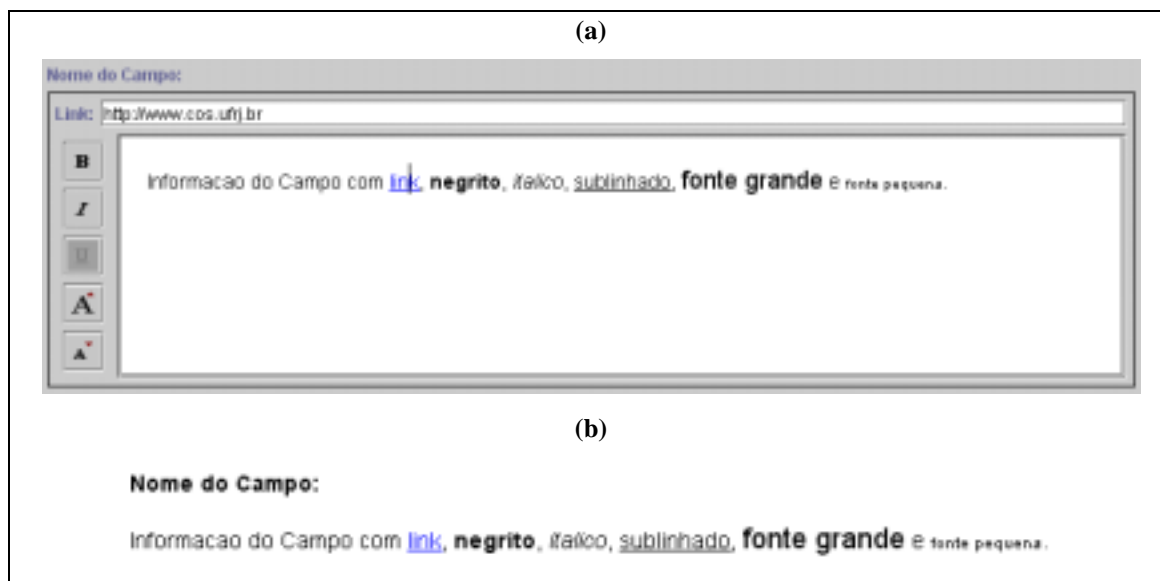 (a)
Nome do Campo:
Link: http://www.cos.ufrj.br
B
Informacao do Campo com link, negrito, italico, sublinhado, fonte grande e fonte pequena.
I
U
A
A
(b)
Nome do Campo:
Informacao do Campo com link, negrito, italico, sublinhado, fonte grande e fonte pequena.